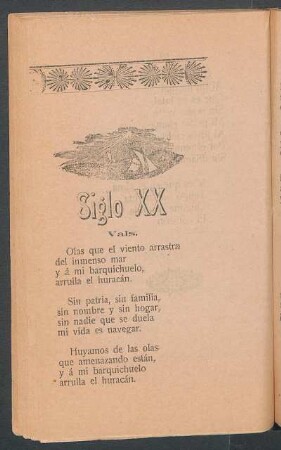 Siglo XX
Vals.
Olas que el viento arrastra
del inmenso mar
y á mi barquichuelo,
arrulla el huracán.
Sin patria, sin familia,
sin nombre y sin hogar,
sin nadie que se duela
mi vida es navegar.
Huyamos de las olas
que amenazando están,
y á mi barquichuelo
arrulla el huracán.